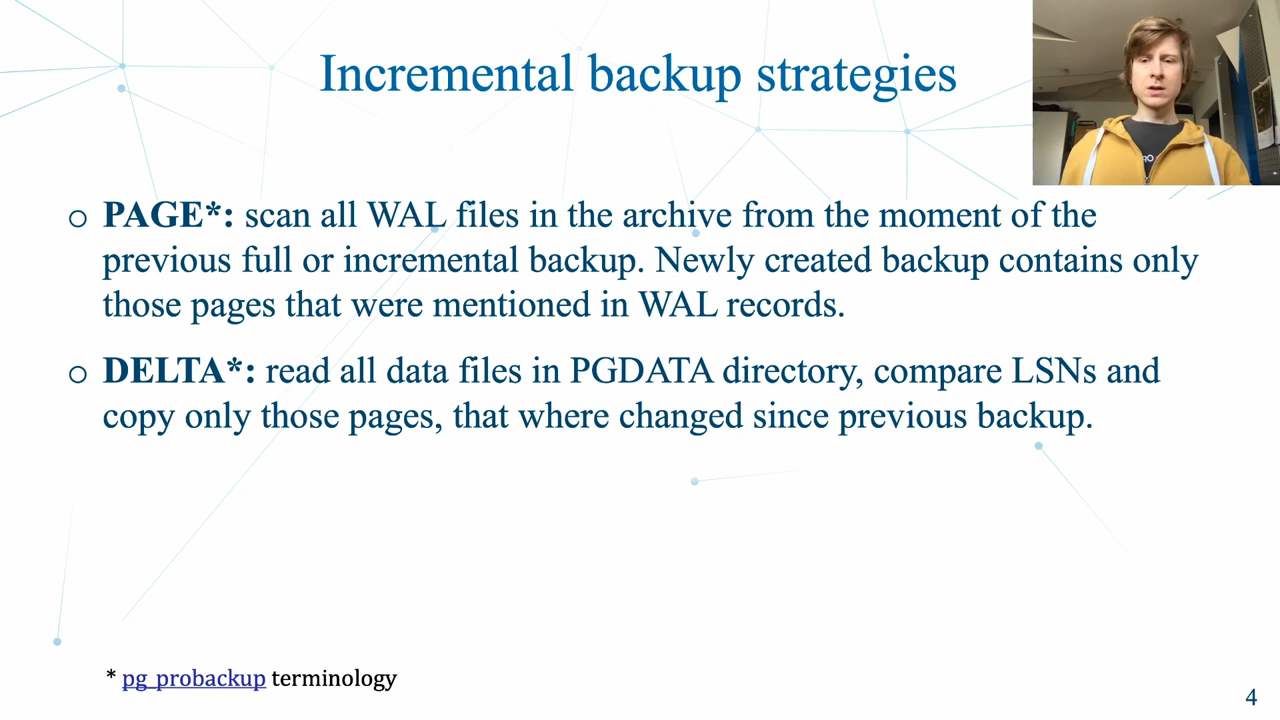 Incremental backup strategies
○ PAGE*: scan all WAL files in the archive from the moment of the
previous full or incremental backup. Newly created backup contains only
those pages that were mentioned in WAL records.
○ DELTA*: read all data files in PGDATA directory, compare LSNs and
copy only those pages, that where changed since previous backup.
* pg_probackup terminology
4